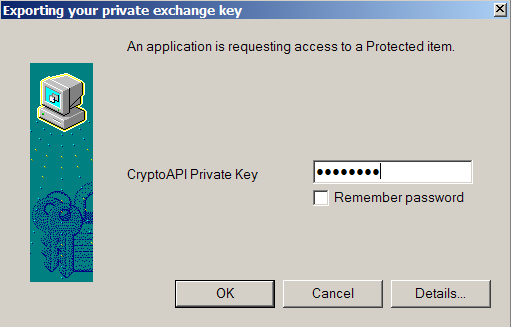 Exporting your private exchange key
An application is requesting access to a Protected item.
CryptoAPI Private Key
••••••••
Remember password
OK
Cancel
Details...